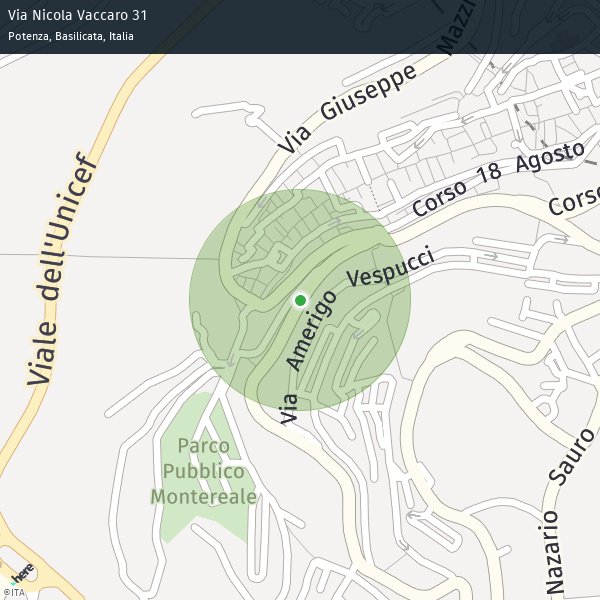 Via Nicola Vaccaro 31
Potenza, Basilicata, Italia
Via Giuseppe Mazzi
Corso 18 Agosto
Corso
Viale dell'Unicef
Via Amerigo Vespucci
Parco
Pubblico
Montereale
Nazario Sauro
here
©ITA